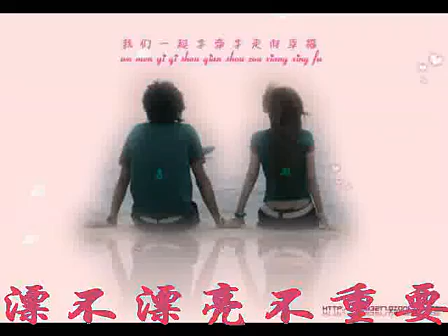 我们一起手牵手走向幸福
wo men yi qi shou qian shou zou xiang xing fu
漂不漂亮不重要